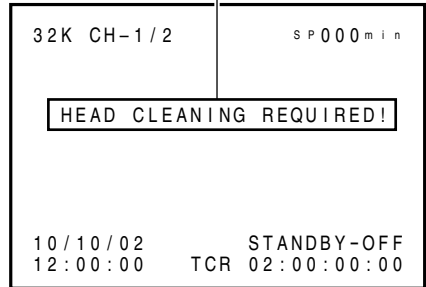 32K CH-1/2 SP000min
HEAD CLEANING REQUIRED!
10/10/02 STANDBY-OFF
12:00:00 TCR 02:00:00:00